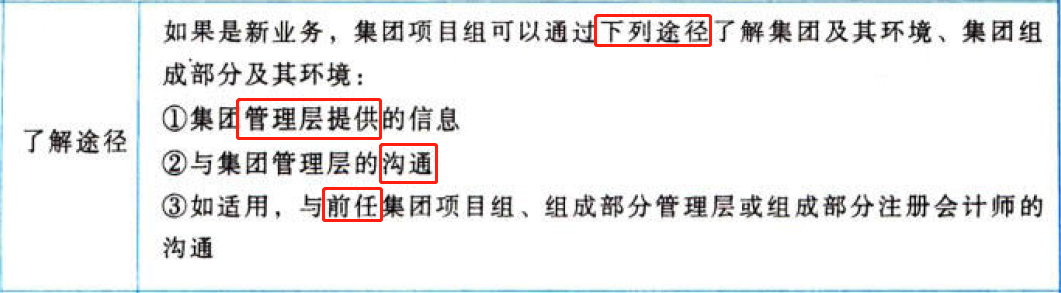 了解途径
如果是新业务，集团项目组可以通过下列途径了解集团及其环境、集团组
成部分及其环境：
①集团管理层提供的信息
②与集团管理层的沟通
③如适用，与前任集团项目组、组成部分管理层或组成部分注册会计师的
沟通